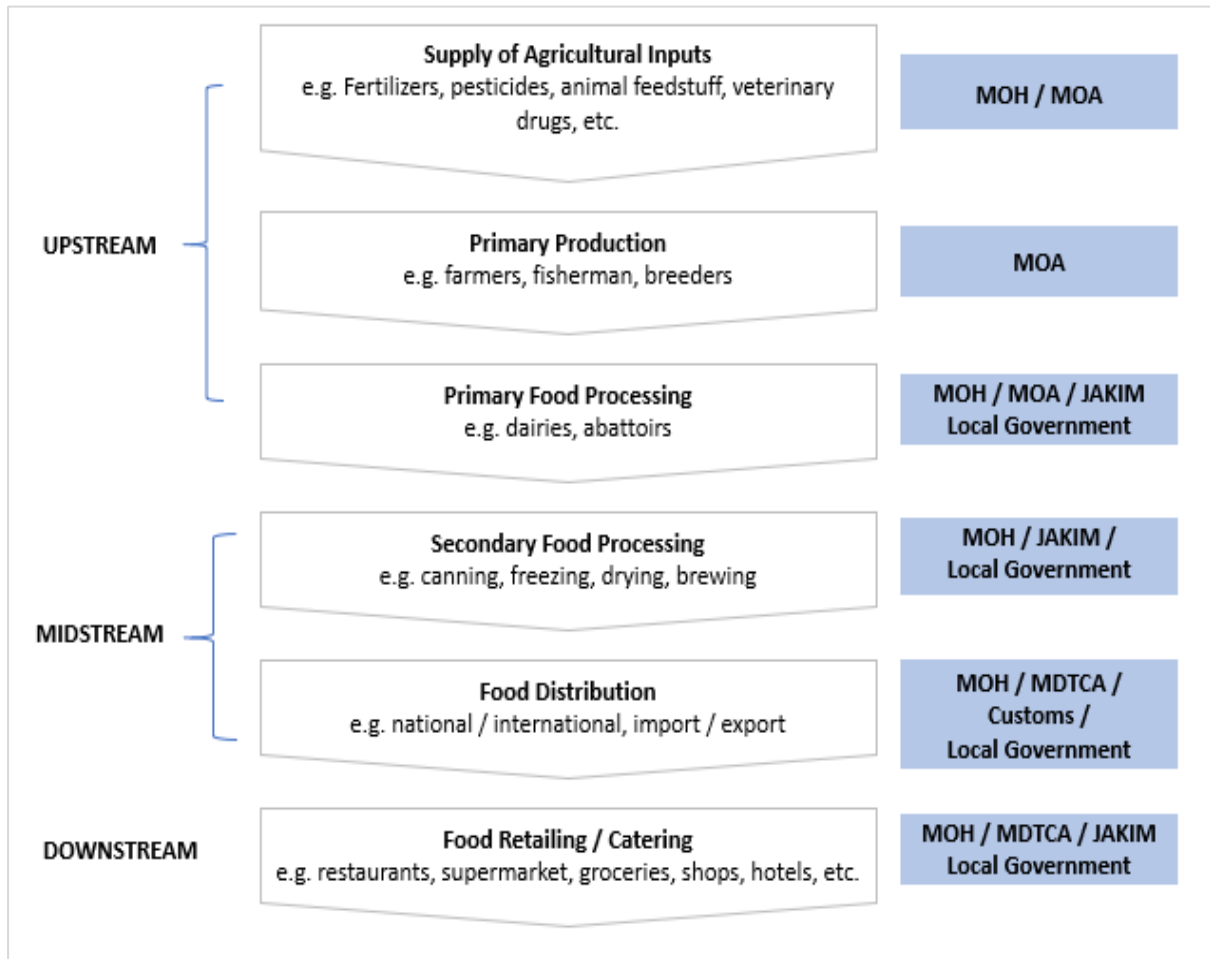 Supply of Agricultural Inputs
e.g. Fertilizers, pesticides, animal feedstuff, veterinary
drugs, etc.
MOH / MOA
UPSTREAM
Primary Production
e.g. farmers, fisherman, breeders
MOA
Primary Food Processing
e.g. dairies, abattoirs
MOH / MOA / JAKIM
Local Government
MIDSTREAM
Secondary Food Processing
e.g. canning, freezing, drying, brewing
MOH / JAKIM /
Local Government
Food Distribution
e.g. national / international, import / export
MOH / MDTCA /
Customs /
Local Government
DOWNSTREAM
Food Retailing / Catering
e.g. restaurants, supermarket, groceries, shops, hotels, etc.
MOH / MDTCA / JAKIM
Local Government